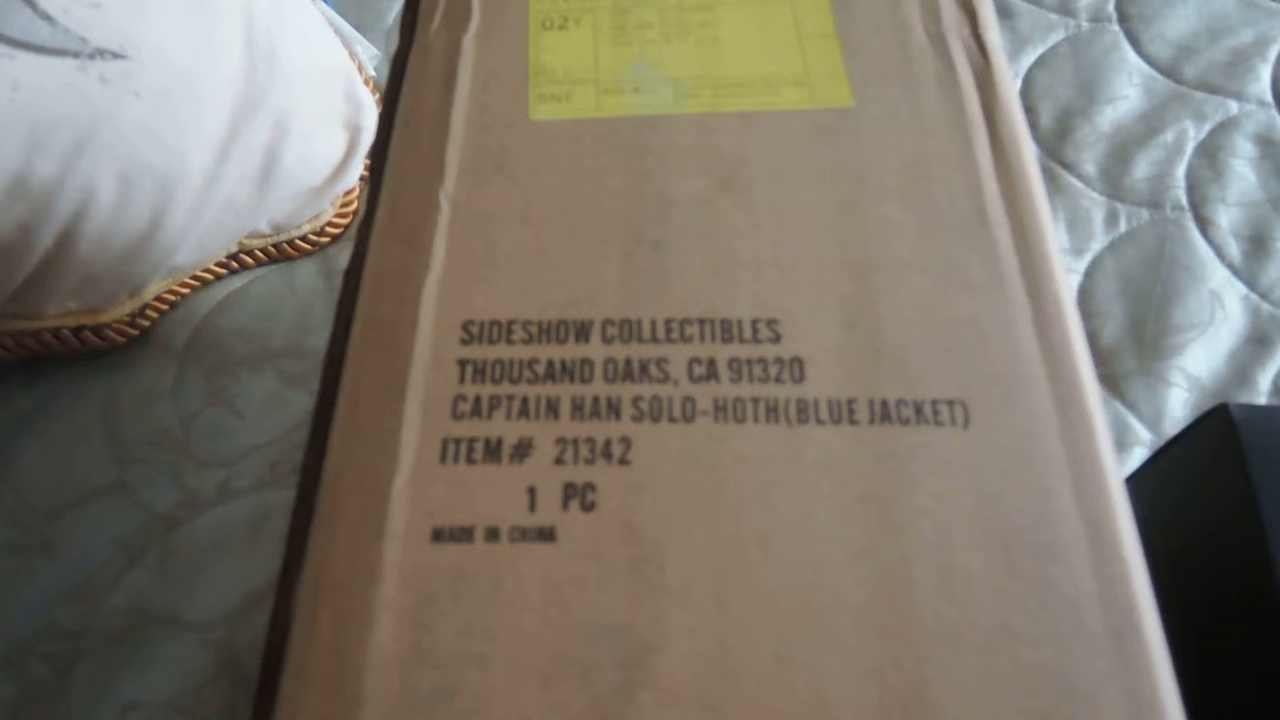 02Y
SIDESHOW COLLECTIBLES
THOUSAND OAKS, CA 91320
CAPTAIN HAN SOLO-HOTH(BLUE JACKET)
ITEM# 21342
1 PC
MADE IN CHINA